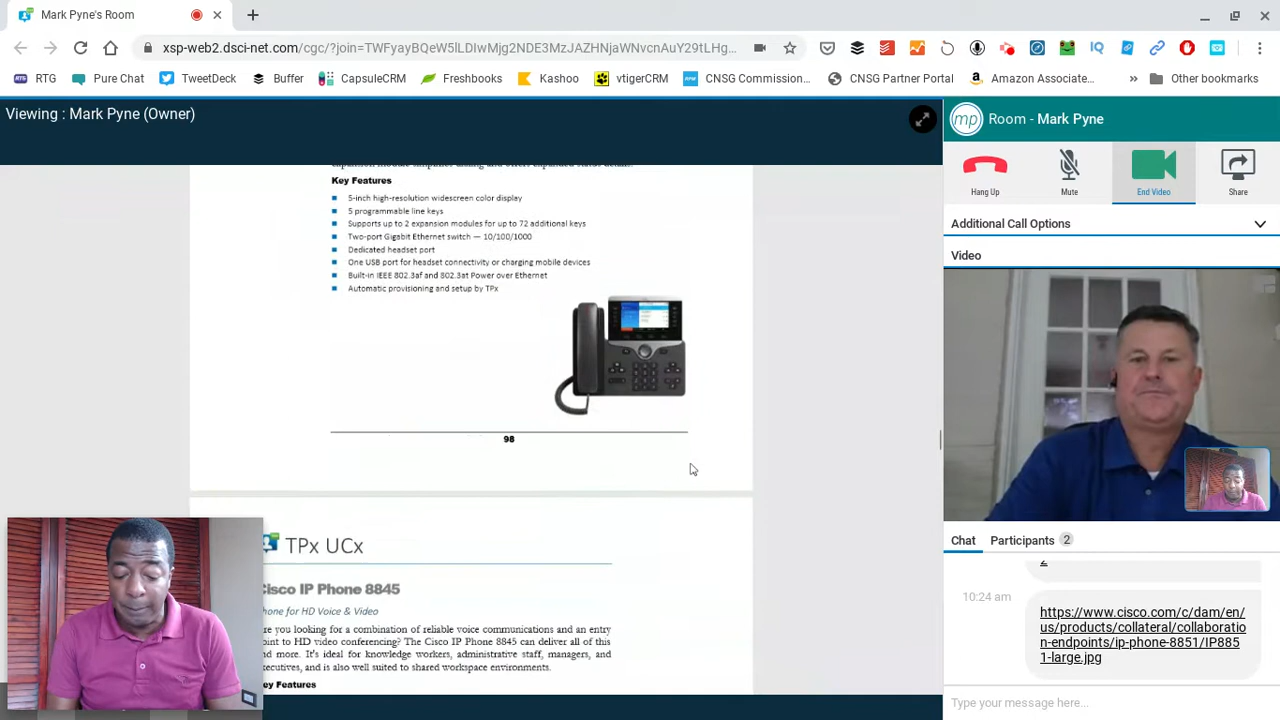 Mark Pyne's Room
xsp-web2.dsci-net.com/cgc/?join=TWFyayBQeW5lLDIwMjg2NDE3MzJAZHNjaWNvcnAuY29tLHg...
RTG Pure Chat TweetDeck Buffer CapsuleCRM Freshbooks Kashoo vtigerCRM CNSG Commission... CNSG Partner Portal Amazon Associate... » Other bookmarks
Viewing : Mark Pyne (Owner)
mp Room - Mark Pyne
Hang Up Mute End Video Share
Additional Call Options
Video
Key Features
5-inch high-resolution widescreen color display
5 programmable line keys
Supports up to 2 expansion modules for up to 72 additional keys
Two-port Gigabit Ethernet switch — 10/100/1000
Dedicated headset port
One USB port for headset connectivity or charging mobile devices
Built-in IEEE 802.3af and 802.3at Power over Ethernet
Automatic provisioning and setup by TPx
98
TPx UCx
Cisco IP Phone 8845
hone for HD Voice & Video
re you looking for a combination of reliable voice communications and an entry
oint to HD video conferencing? The Cisco IP Phone 8845 can deliver all of this
nd more. It's ideal for knowledge workers, administrative staff, managers, and
xecutives, and is also well suited to shared workspace environments.
ey Features
Chat Participants 2
2
10:24 am
https://www.cisco.com/c/dam/en/
us/products/collateral/collaboratio
n-endpoints/ip-phone-8851/IP885
1-large.jpg
Type your message here...